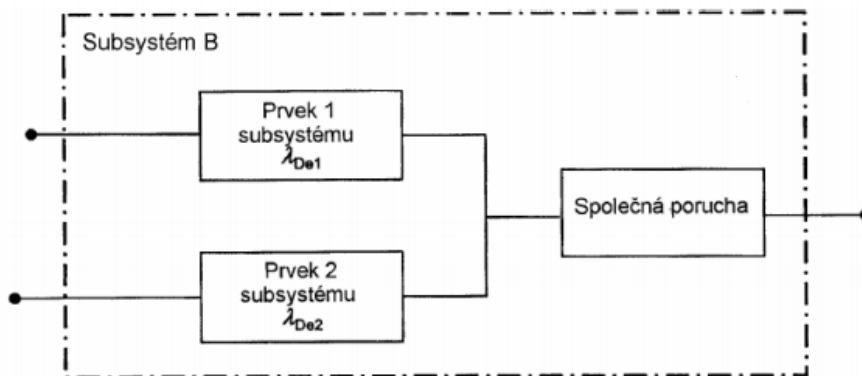 Subsystém B
Prvek 1
subsystému
λDe1
Společná porucha
Prvek 2
subsystému
λDe2